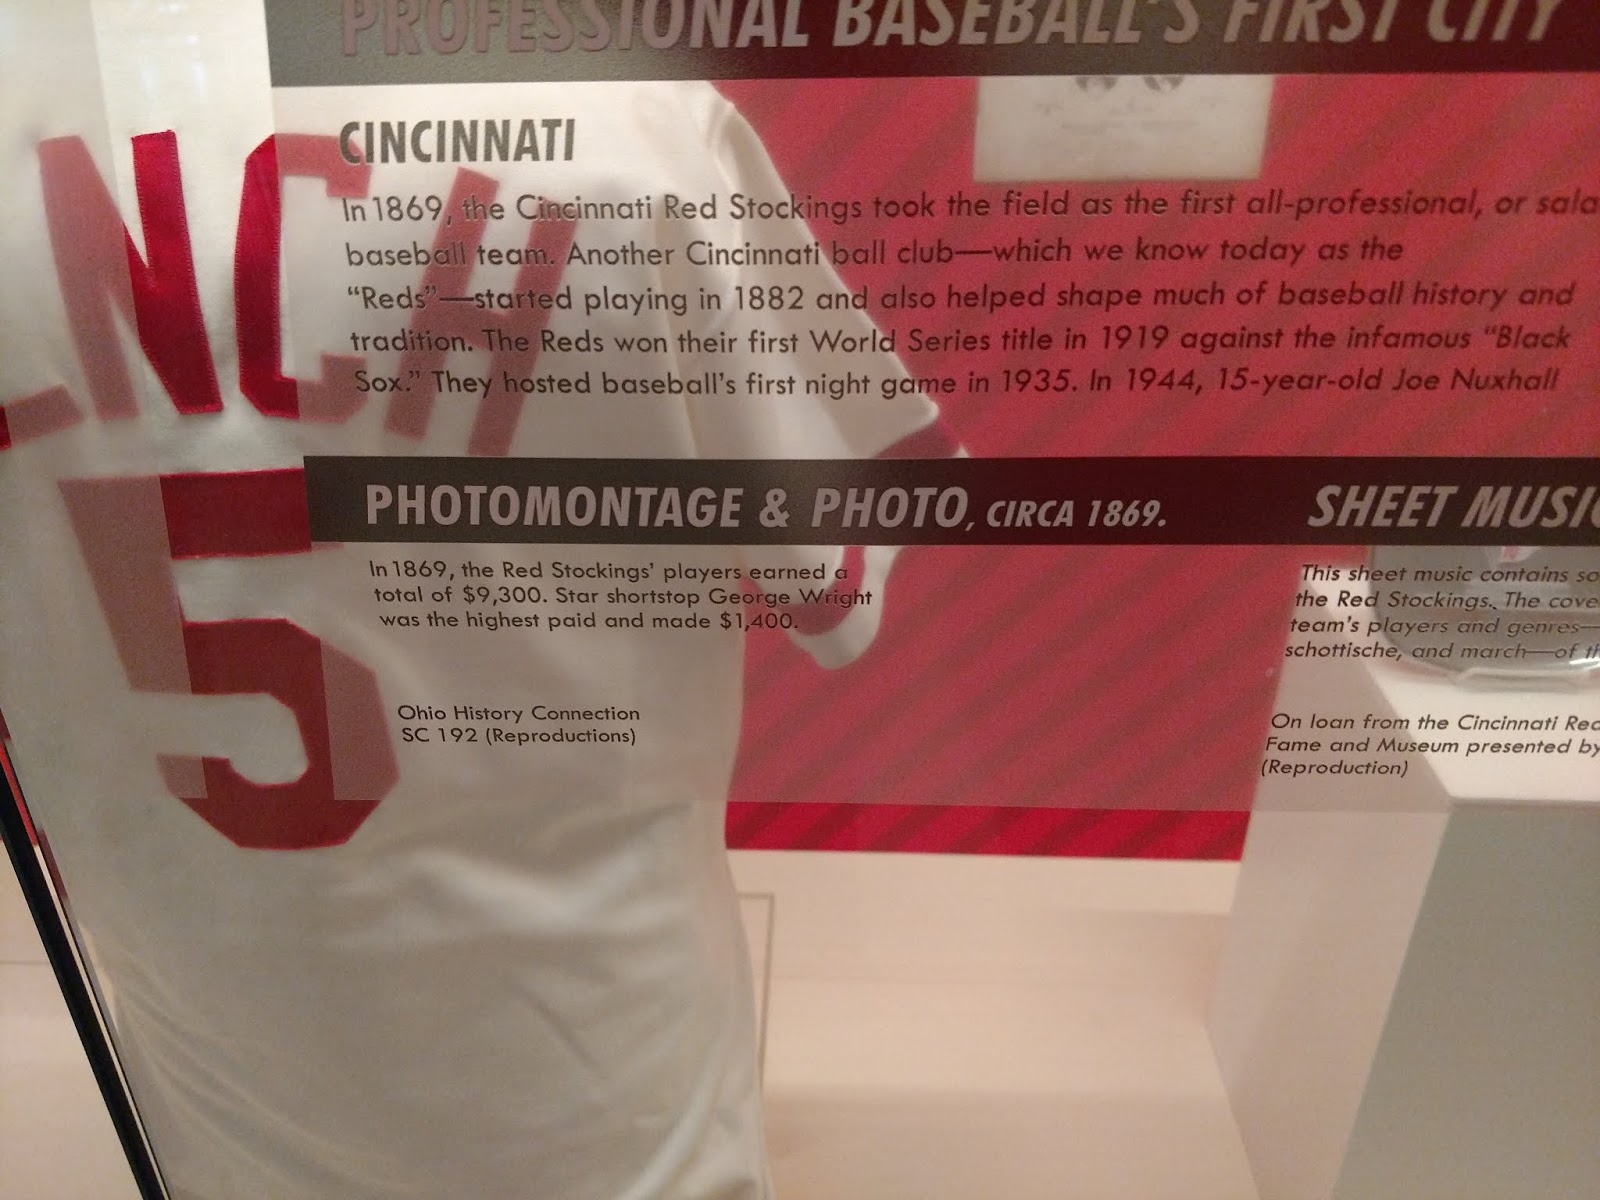 PROFESSIONAL BASEBALL'S FIRST CITY
CINCINNATI
In 1869, the Cincinnati Red Stockings took the field as the first all-professional, or sala
baseball team. Another Cincinnati ball club—which we know today as the
"Reds"—started playing in 1882 and also helped shape much of baseball history and
tradition. The Reds won their first World Series title in 1919 against the infamous "Black
Sox." They hosted baseball's first night game in 1935. In 1944, 15-year-old Joe Nuxhall
NCH
5
PHOTOMONTAGE & PHOTO, CIRCA 1869.
In 1869, the Red Stockings' players earned a
total of $9,300. Star shortstop George Wright
was the highest paid and made $1,400.
Ohio History Connection
SC 192 (Reproductions)
SHEET MUSIC
This sheet music contains so
the Red Stockings. The cove
team's players and genres—
schottische, and march—of th
On loan from the Cincinnati Red
Fame and Museum presented by
(Reproduction)